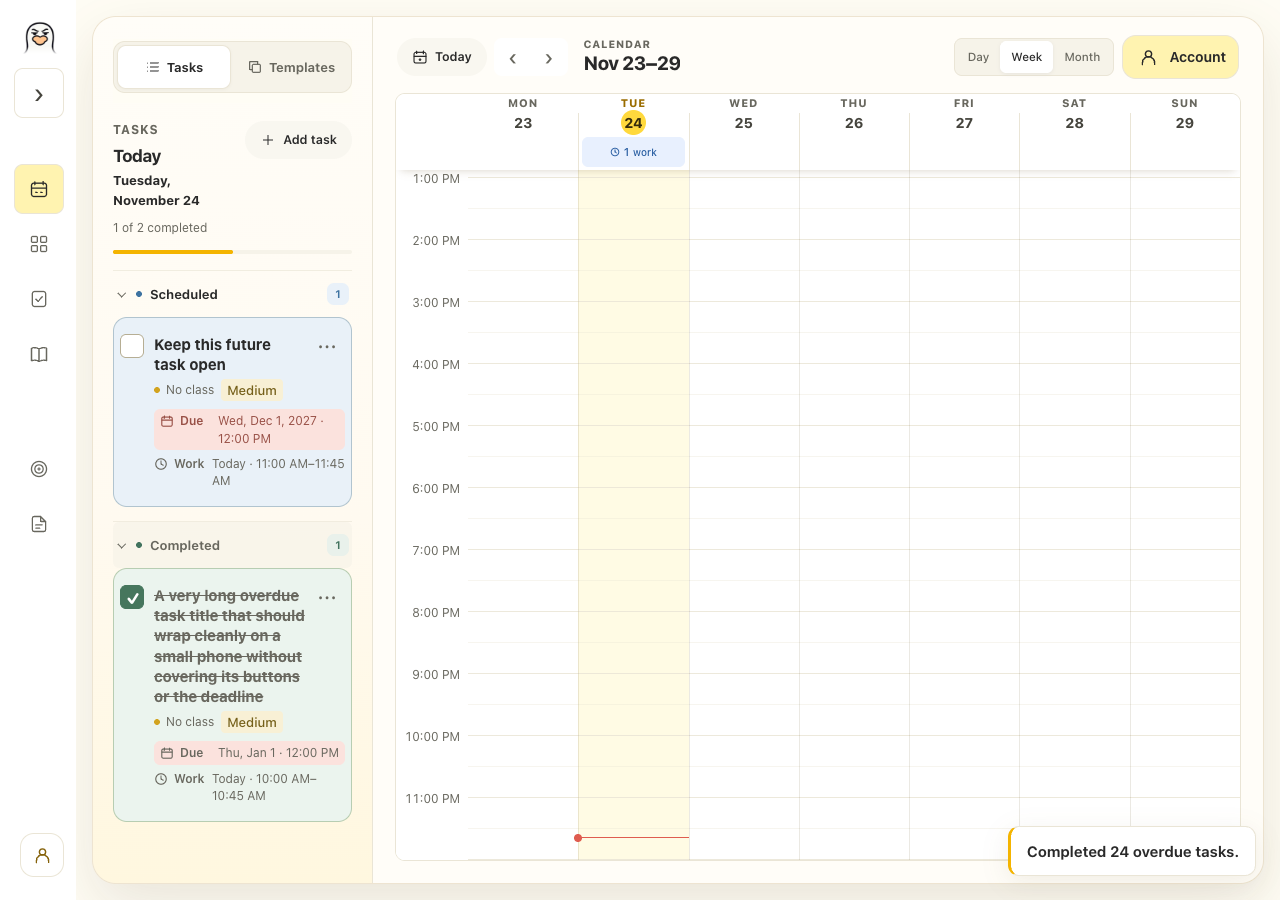 Tasks
Templates
TASKS
Today
Tuesday,
November 24
Add task
1 of 2 completed
Scheduled
1
Keep this future
task open
No class
Medium
Due
Wed, Dec 1, 2027 ·
12:00 PM
Work
Today · 11:00 AM–11:45
AM
Completed
1
A very long overdue
task title that should
wrap cleanly on a
small phone without
covering its buttons
or the deadline
No class
Medium
Due
Thu, Jan 1 · 12:00 PM
Work
Today · 10:00 AM–
10:45 AM
Today
CALENDAR
Nov 23–29
Day
Week
Month
Account
MON
23
TUE
24
WED
25
THU
26
FRI
27
SAT
28
SUN
29
1 work
1:00 PM
2:00 PM
3:00 PM
4:00 PM
5:00 PM
6:00 PM
7:00 PM
8:00 PM
9:00 PM
10:00 PM
11:00 PM
Completed 24 overdue tasks.